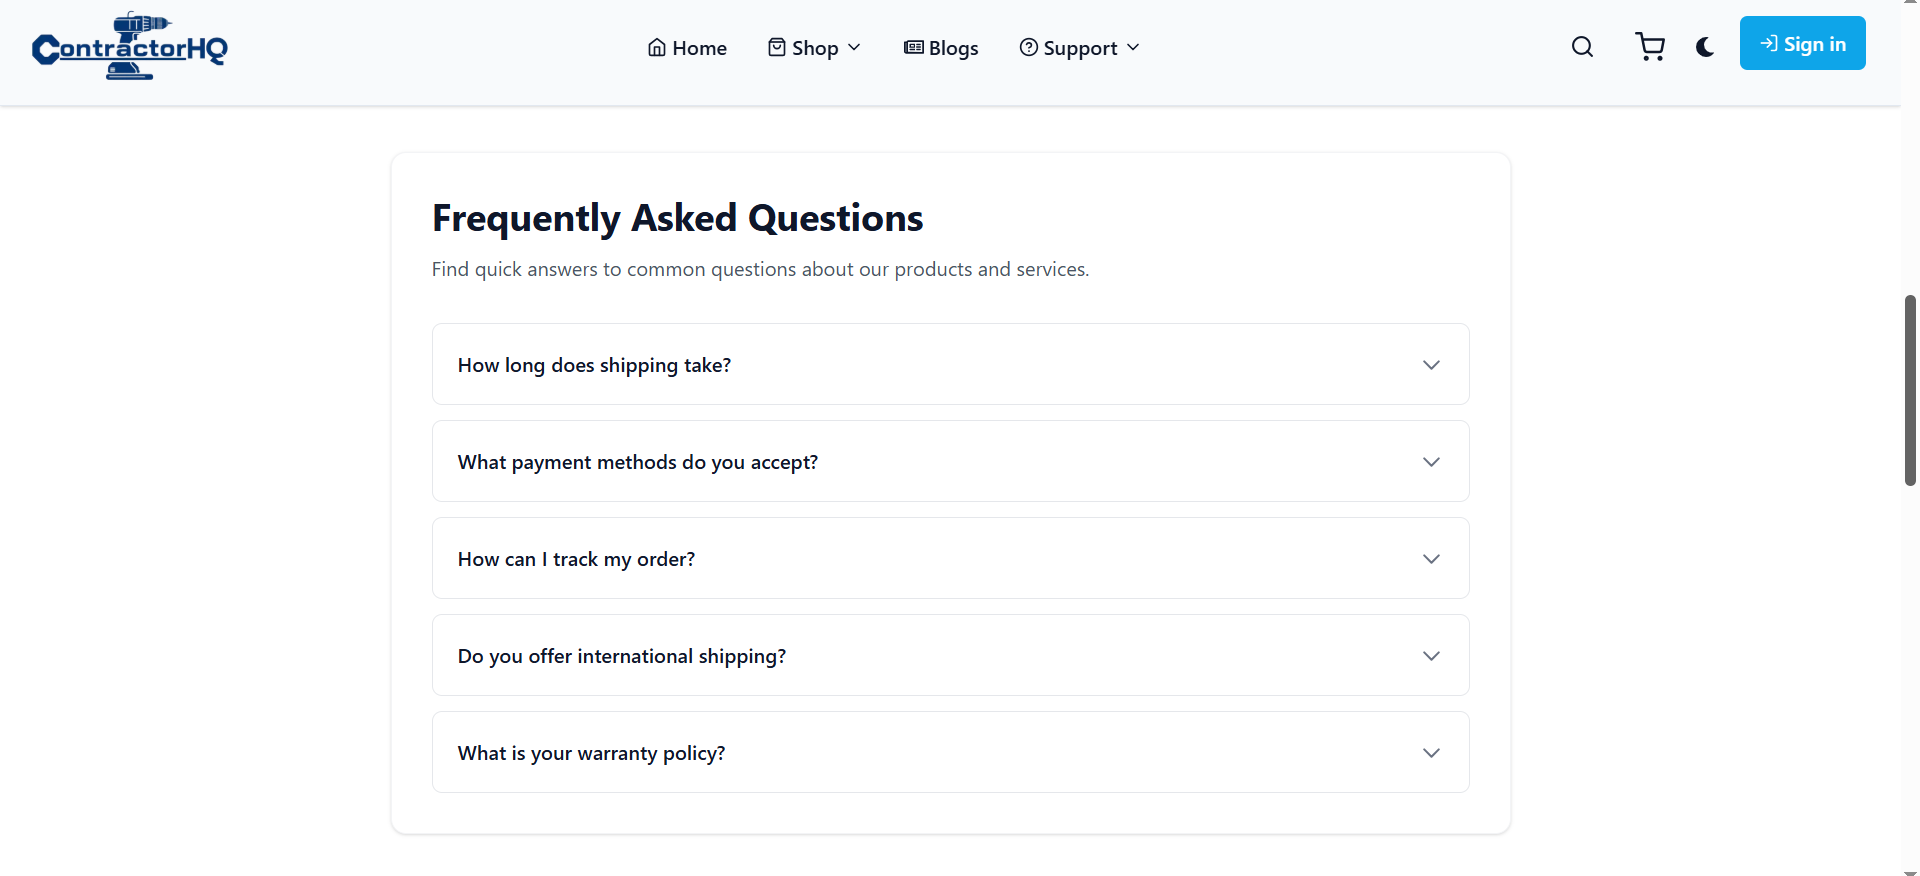 ContractorHQ
Home
Shop
Blogs
Support
Sign in
Frequently Asked Questions
Find quick answers to common questions about our products and services.
How long does shipping take?
What payment methods do you accept?
How can I track my order?
Do you offer international shipping?
What is your warranty policy?